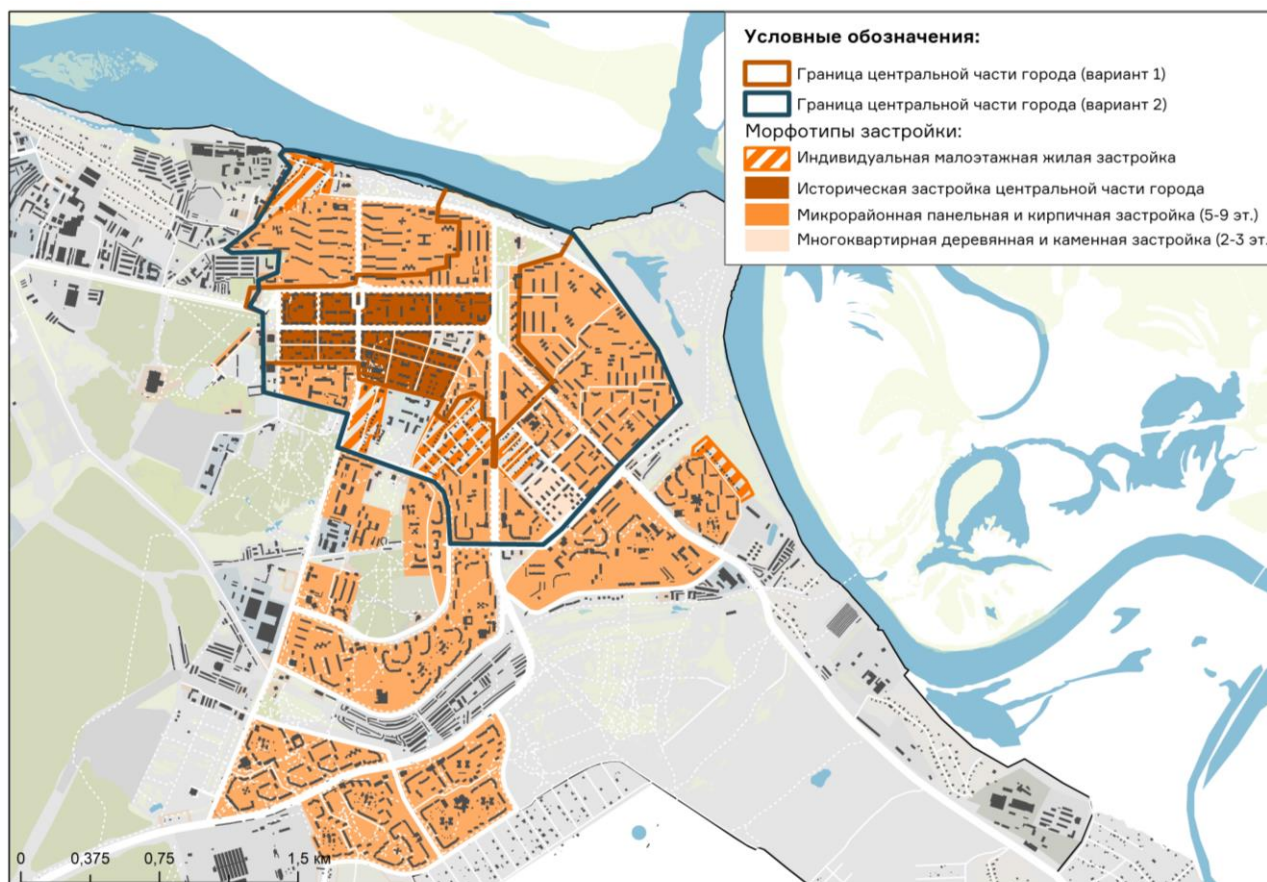 Условные обозначения:
Граница центральной части города (вариант 1)
Граница центральной части города (вариант 2)
Морфотипы застройки:
Индивидуальная малоэтажная жилая застройка
Историческая застройка центральной части города
Микрорайонная панельная и кирпичная застройка (5-9 эт.)
Многоквартирная деревянная и каменная застройка (2-3 эт.
0 0,375 0,75 1,5 км